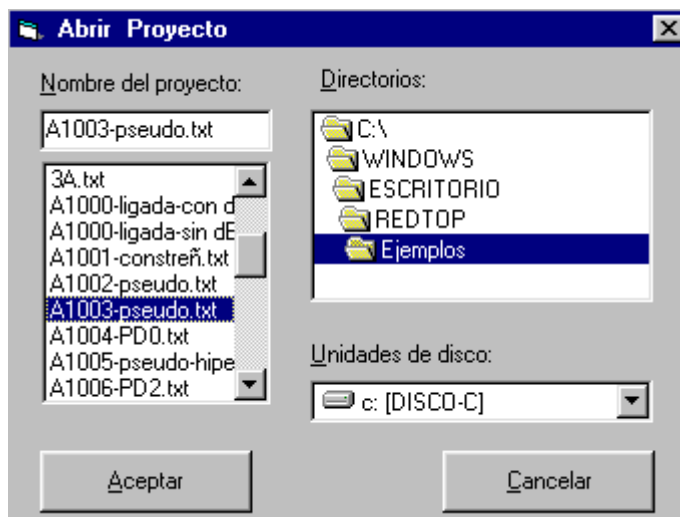 Abrir Proyecto
Nombre del proyecto:
A1003-pseudo.txt
3A.txt
A1000-ligada-con d
A1000-ligada-sin dE
A1001-constreñ.txt
A1002-pseudo.txt
A1003-pseudo.txt
A1004-PD0.txt
A1005-pseudo-hipe
A1006-PD2.txt
Directorios:
C:\
WINDOWS
ESCRITORIO
REDTOP
Ejemplos
Unidades de disco:
c: [DISCO-C]
Aceptar
Cancelar